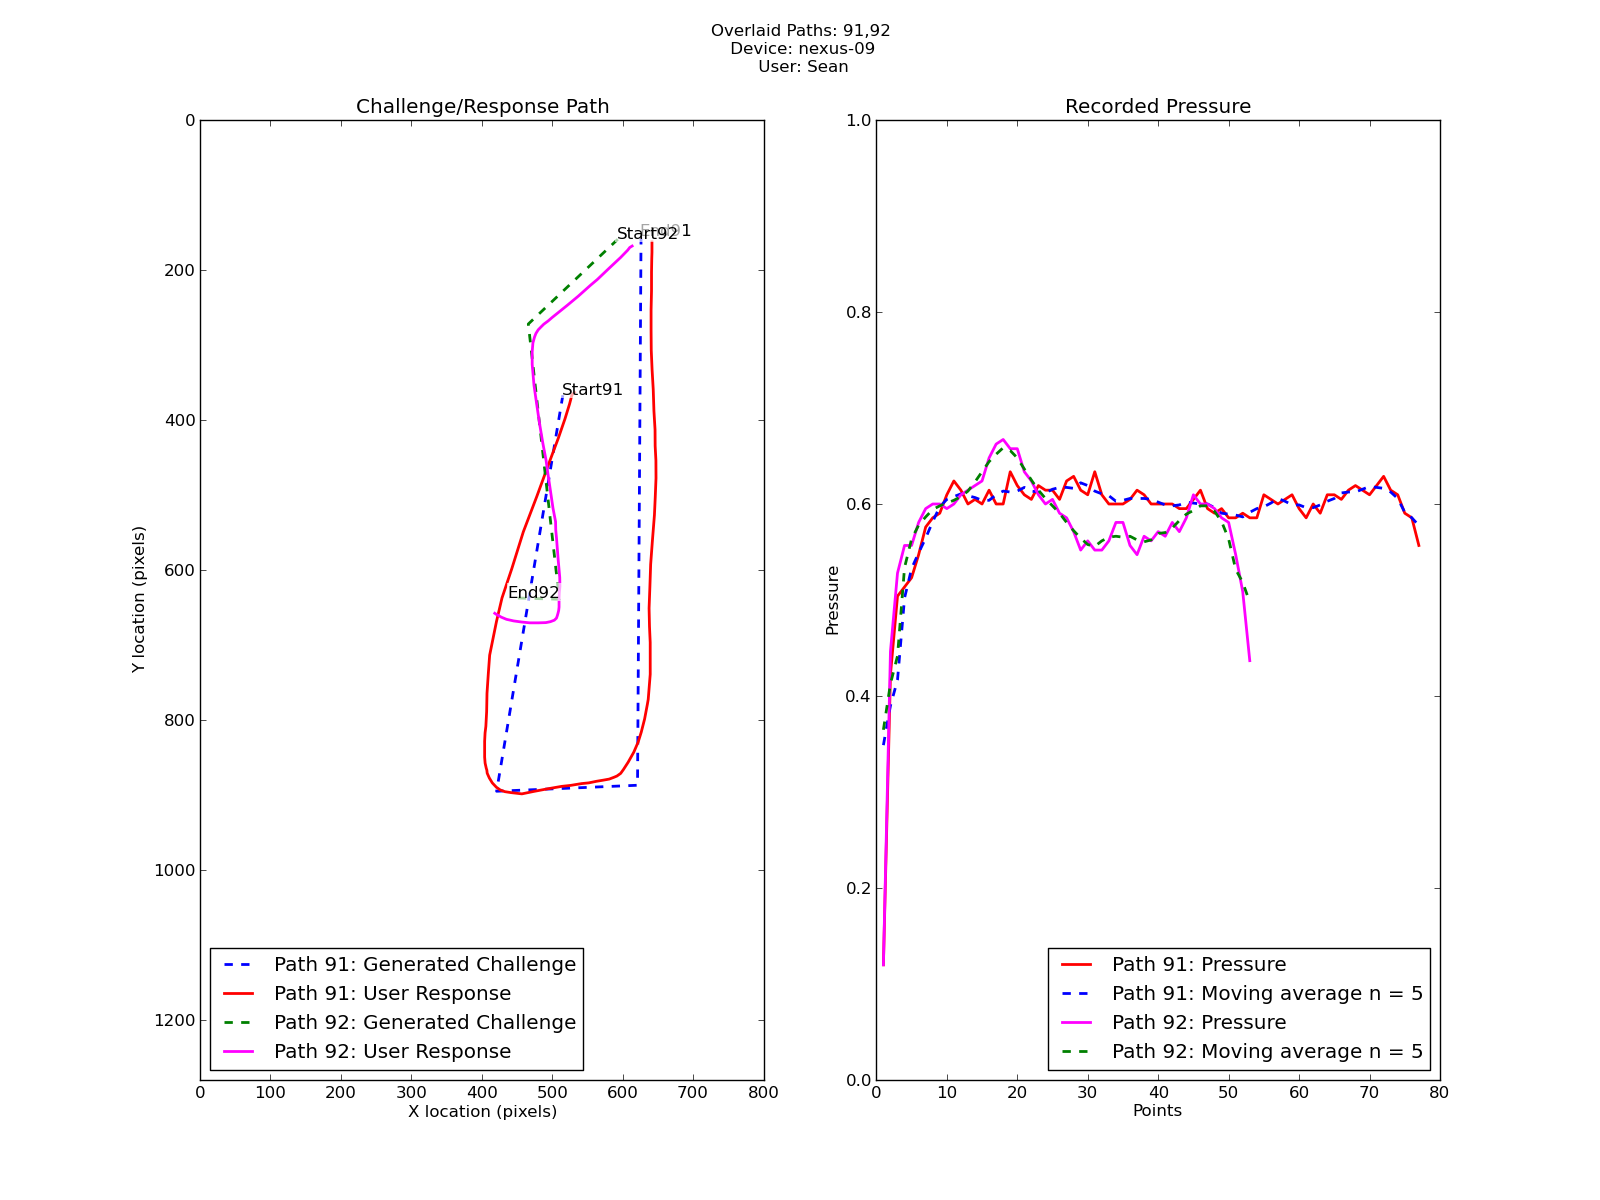 Overlaid Paths: 91,92
Device: nexus-09
User: Sean
Challenge/Response Path
0
200
400
600
800
1000
1200
Y location (pixels)
Start92
End91
Start91
End92
Path 91: Generated Challenge
Path 91: User Response
Path 92: Generated Challenge
Path 92: User Response
0 100 200 300 400 500 600 700 800
X location (pixels)
Recorded Pressure
1.0
0.8
0.6
0.4
0.2
0.0
Pressure
Path 91: Pressure
Path 91: Moving average n = 5
Path 92: Pressure
Path 92: Moving average n = 5
0 10 20 30 40 50 60 70 80
Points